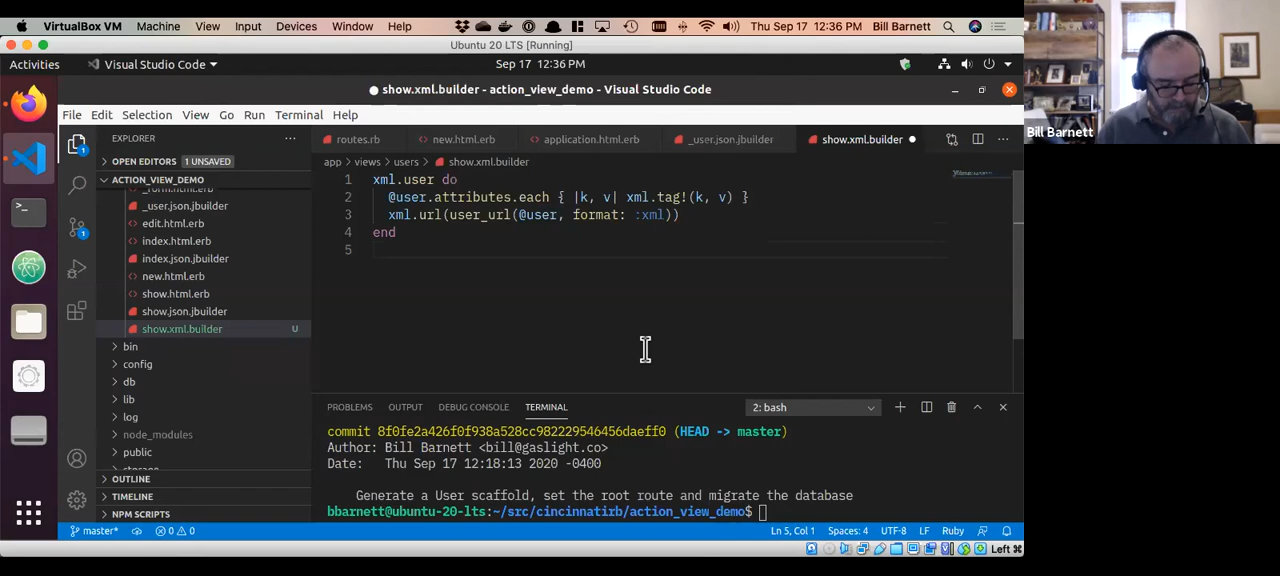 VirtualBox VM Machine View Input Devices Window Help Thu Sep 17 12:36 PM Bill Barnett
Ubuntu 20 LTS [Running]
Activities Visual Studio Code Sep 17 12:36 PM
show.xml.builder - action_view_demo - Visual Studio Code
File Edit Selection View Go Run Terminal Help
EXPLORER
routes.rb new.html.erb application.html.erb _user.json.jbuilder show.xml.builder
OPEN EDITORS 1 UNSAVED
app > views > users > show.xml.builder
ACTION_VIEW_DEMO
_form.html.erb
_user.json.jbuilder
edit.html.erb
index.html.erb
index.json.jbuilder
new.html.erb
show.html.erb
show.json.jbuilder
show.xml.builder U
bin
config
db
lib
log
node_modules
public
storage
OUTLINE
TIMELINE
NPM SCRIPTS
1 xml.user do
2 @user.attributes.each { |k, v| xml.tag!(k, v) }
3 xml.url(user_url(@user, format: :xml))
4 end
5
PROBLEMS OUTPUT DEBUG CONSOLE TERMINAL 2: bash
commit 8f0fe2a426f0f938a528cc982229546456daeff0 (HEAD -> master)
Author: Bill Barnett <bill@gaslight.co>
Date: Thu Sep 17 12:18:13 2020 -0400
Generate a User scaffold, set the root route and migrate the database
bbarnett@ubuntu-20-lts:~/src/cincinnatirb/action_view_demo$
master* 0 0 Ln 5, Col 1 Spaces: 4 UTF-8 LF Ruby
Left ⌘
Bill Barnett
1
1